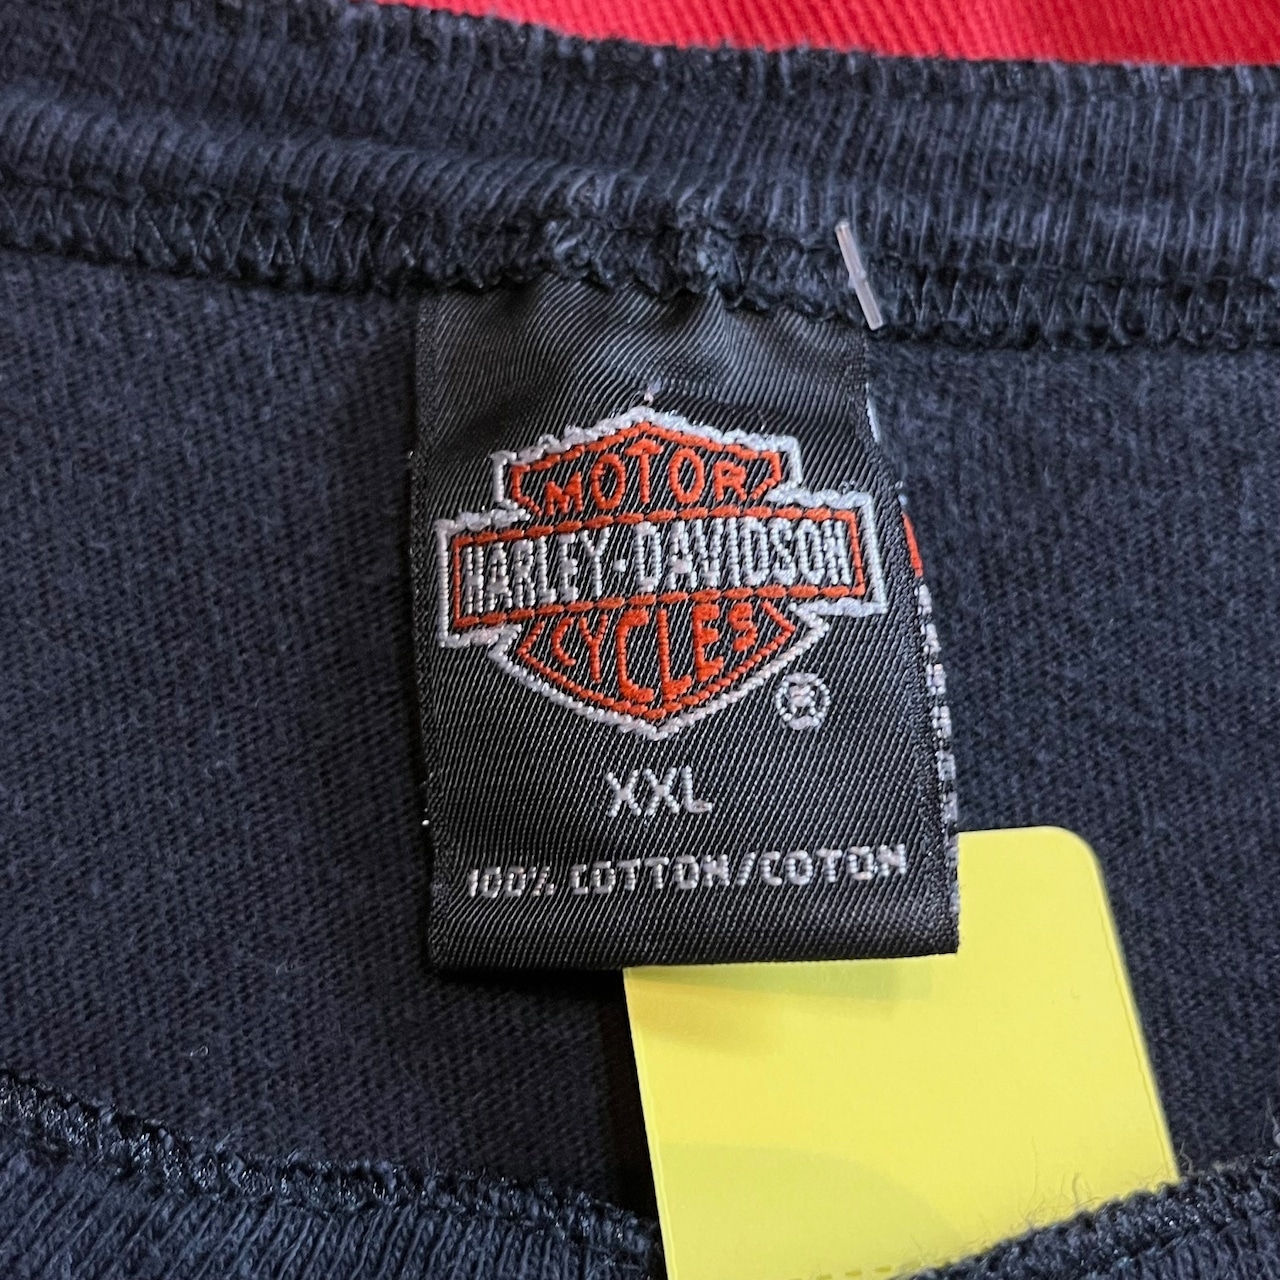 MOTOR
HARLEY-DAVIDSON
CYCLES
®
XXL
100% COTTON/COTON